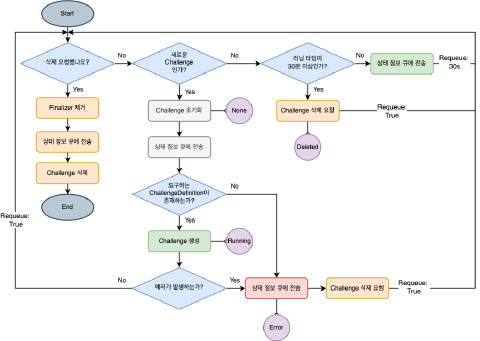 Start
삭제 요청했나요?
No
새로운
Challenge
인가?
No
러닝 타임이
30분 이상인가?
No
상태 정보 큐에 전송
Requeue:
30s
Yes
Finalizer 제거
상태 정보 큐에 전송
Challenge 삭제
End
Requeue:
True
Yes
Challenge 초기화
None
상태 정보 큐에 전송
Yes
Challenge 삭제 요청
Requeue:
True
Deleted
요구하는
ChallengeDefinition이
존재하는가?
No
Yes
Challenge 생성
Running
No
에러가 발생하는가?
Yes
상태 정보 큐에 전송
Challenge 삭제 요청
Requeue:
True
Error